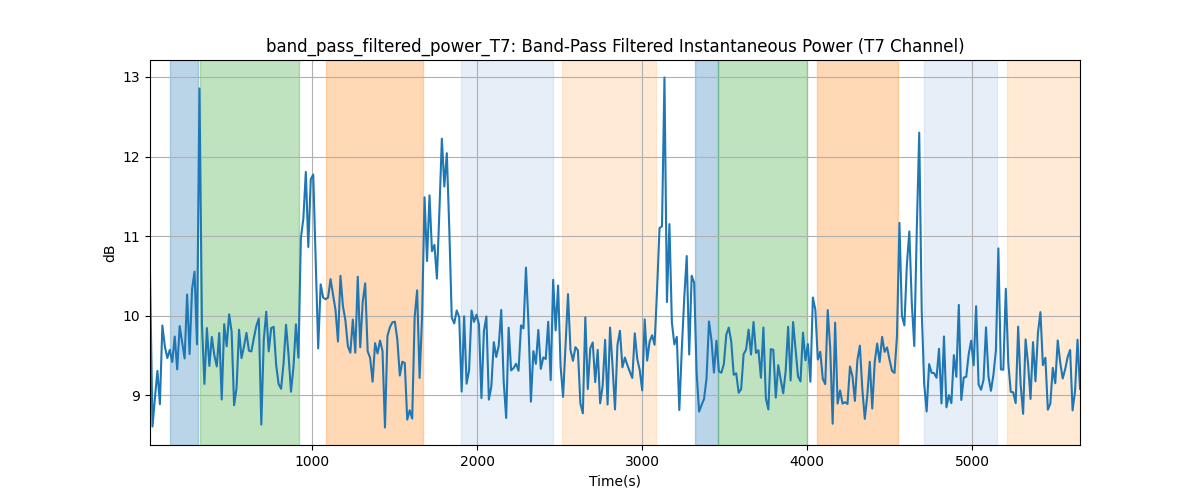 band_pass_filtered_power_T7: Band-Pass Filtered Instantaneous Power (T7 Channel)
13
12
11
10
9
dB
1000 2000 3000 4000 5000
Time(s)